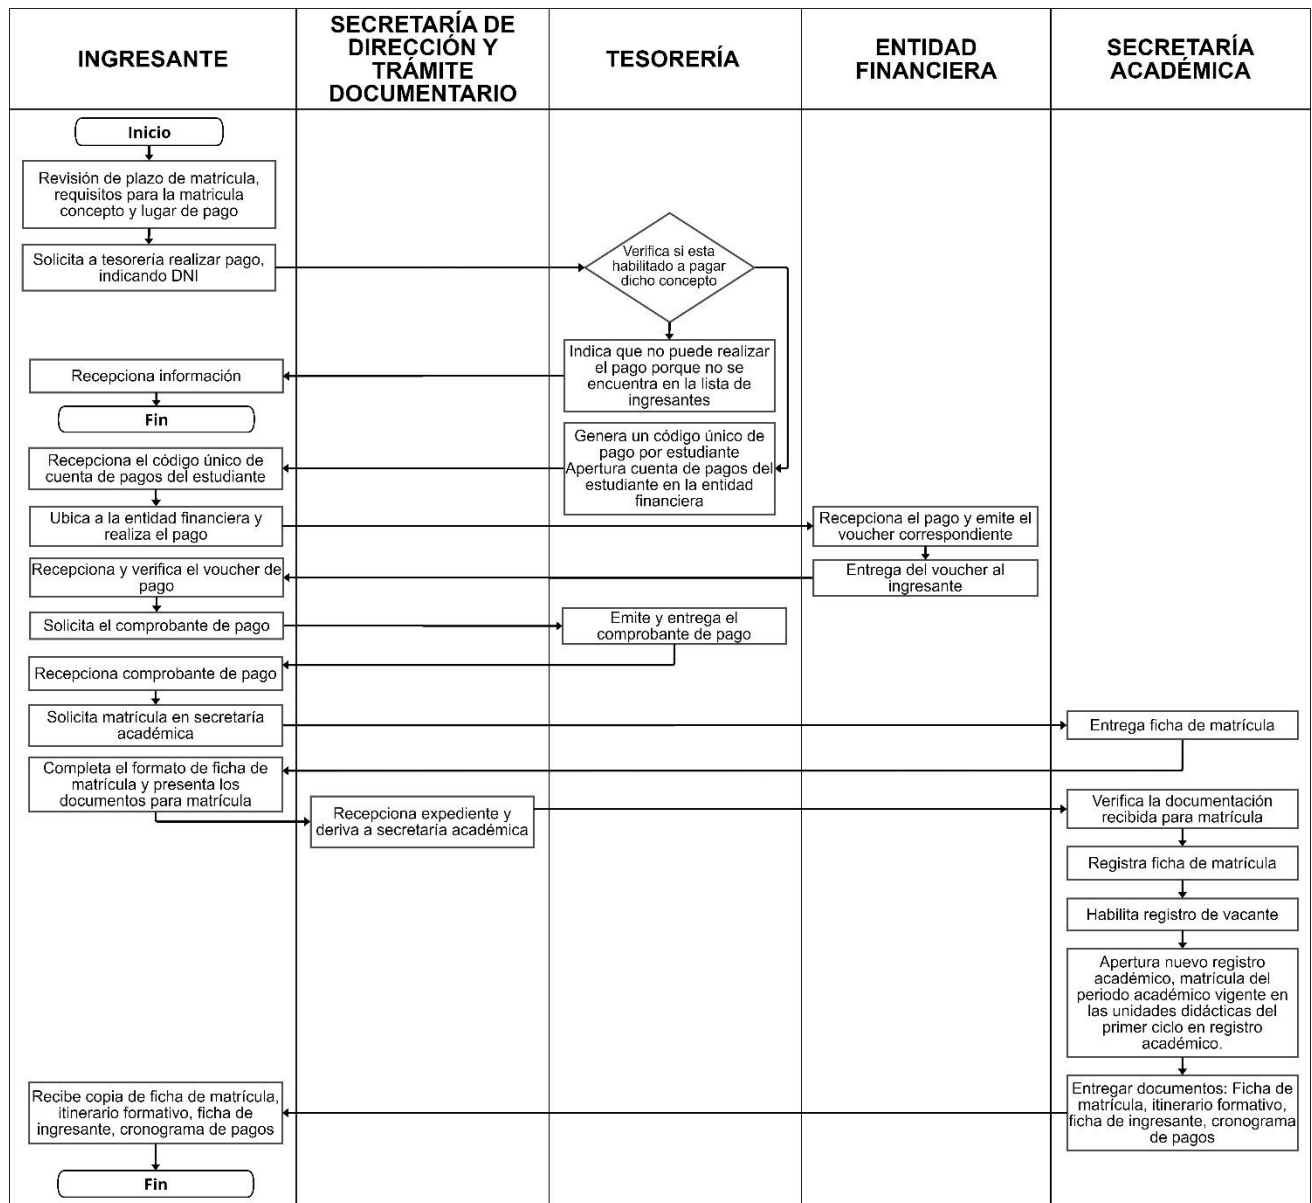 INGRESANTE
SECRETARÍA DE
DIRECCIÓN Y
TRÁMITE
DOCUMENTARIO
TESORERÍA
ENTIDAD
FINANCIERA
SECRETARÍA
ACADÉMICA
Inicio
Revisión de plazo de matrícula,
requisitos para la matricula
concepto y lugar de pago
Solicita a tesorería realizar pago,
indicando DNI
Verifica si esta
habilitado a pagar
dicho concepto
Indica que no puede realizar
el pago porque no se
encuentra en la lista de
ingresantes
Recepciona información
Fin
Genera un código único de
pago por estudiante
Apertura cuenta de pagos del
estudiante en la entidad
financiera
Recepciona el código único de
cuenta de pagos del estudiante
Ubica a la entidad financiera y
realiza el pago
Recepciona el pago y emite el
voucher correspondiente
Entrega del voucher al
ingresante
Recepciona y verifica el voucher de
pago
Solicita el comprobante de pago
Emite y entrega el
comprobante de pago
Recepciona comprobante de pago
Solicita matrícula en secretaría
académica
Entrega ficha de matrícula
Completa el formato de ficha de
matrícula y presenta los
documentos para matrícula
Recepciona expediente y
deriva a secretaría académica
Verifica la documentación
recibida para matrícula
Registra ficha de matrícula
Habilita registro de vacante
Apertura nuevo registro
académico, matrícula del
periodo académico vigente en
las unidades didácticas del
primer ciclo en registro
académico.
Entregar documentos: Ficha de
matrícula, itinerario formativo,
ficha de ingresante, cronograma
de pagos
Recibe copia de ficha de matrícula,
itinerario formativo, ficha de
ingresante, cronograma de pagos
Fin